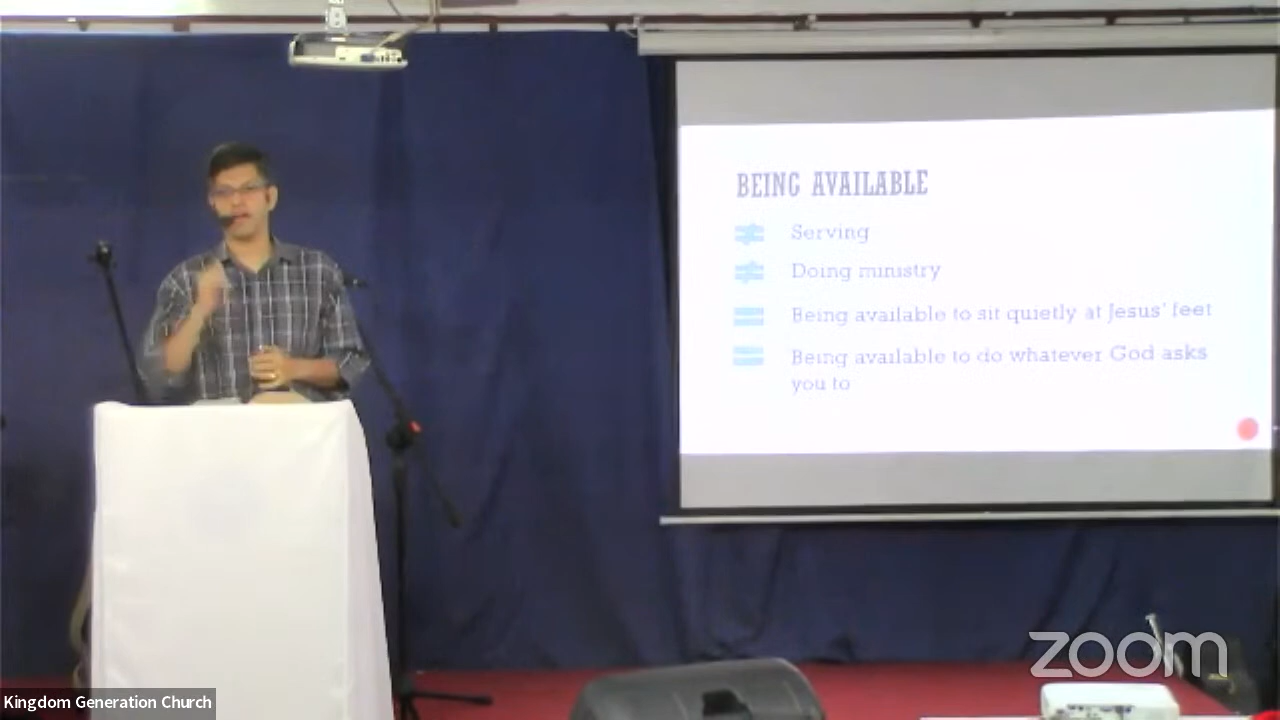 BEING AVAILABLE
Serving
Doing ministry
Being available to sit quietly at Jesus' feet
Being available to do whatever God asks
you to
zoom
Kingdom Generation Church